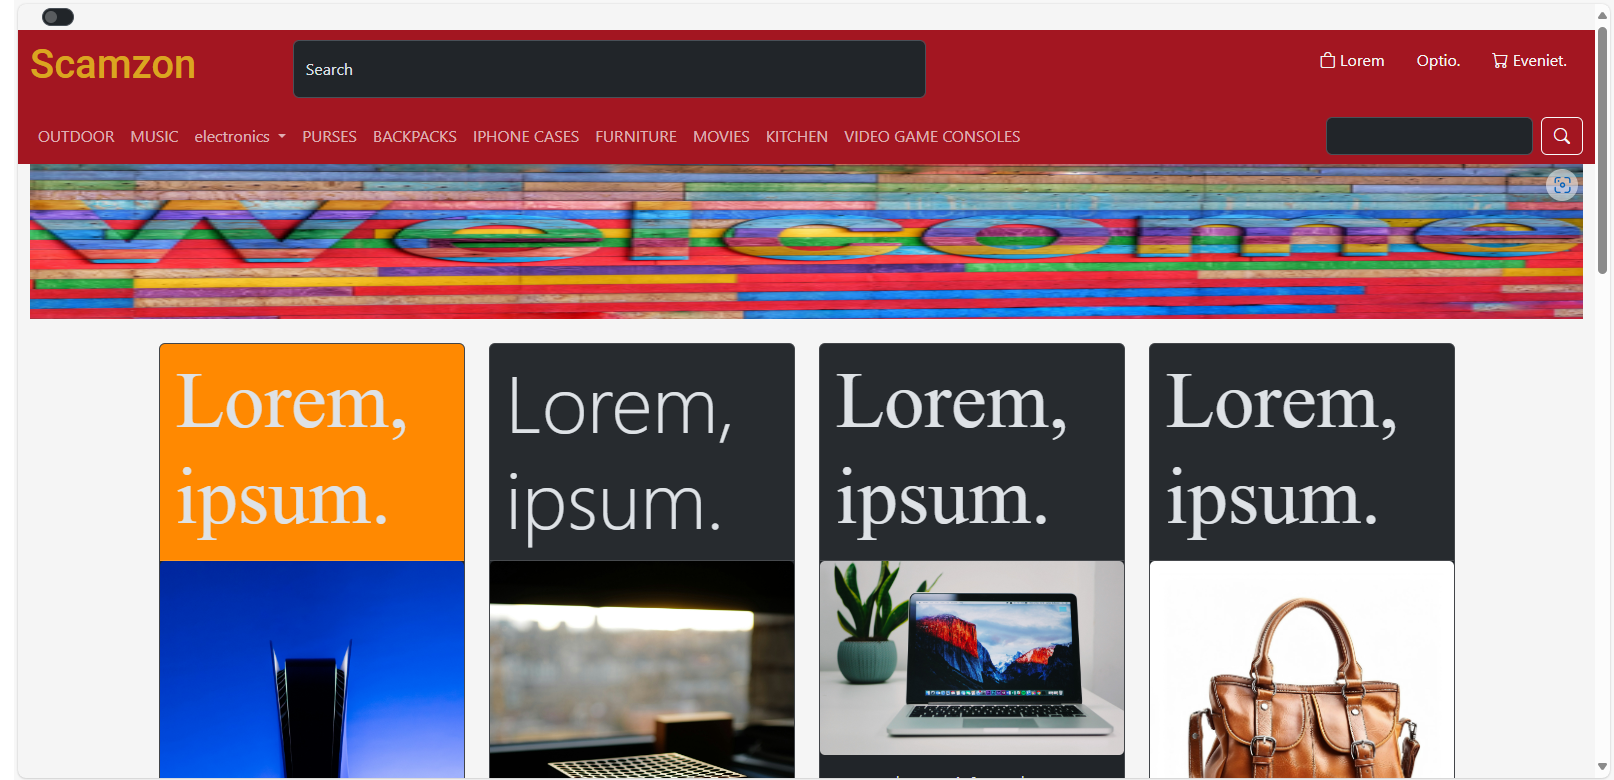 Scamzon
Search
Lorem
Optio.
Eveniet.
OUTDOOR MUSIC electronics PURSES BACKPACKS IPHONE CASES FURNITURE MOVIES KITCHEN VIDEO GAME CONSOLES
Welcome
Lorem,
ipsum.
Lorem,
ipsum.
Lorem,
ipsum.
Lorem,
ipsum.